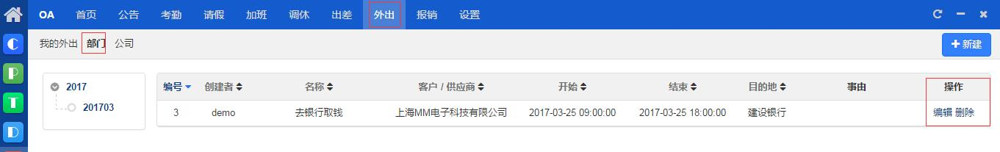 OA 首页 公告 考勤 请假 加班 调休 出差 外出 报销 设置
我的外出 部门 公司 新建
2017
201703
编号 创建者 名称 客户 / 供应商 开始 结束 目的地 事由 操作
3 demo 去银行取钱 上海MM电子科技有限公司 2017-03-25 09:00:00 2017-03-25 18:00:00 建设银行 编辑 删除
C
P
T
D